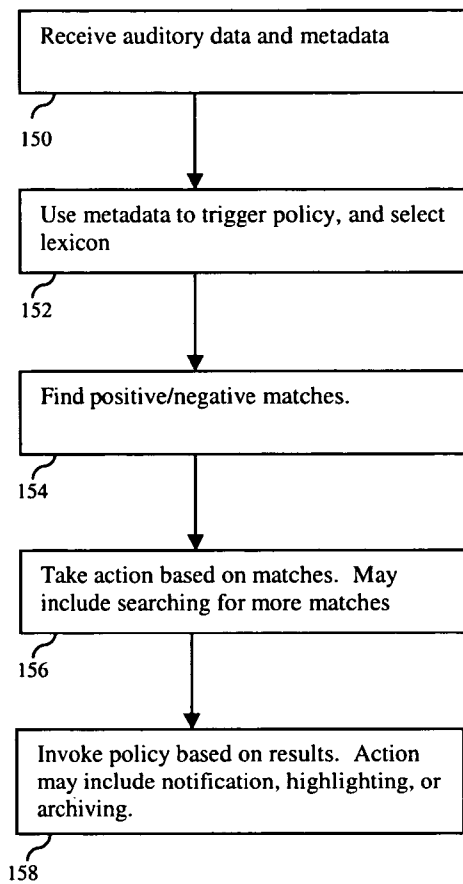 Receive auditory data and metadata
150
Use metadata to trigger policy, and select
lexicon
152
Find positive/negative matches.
154
Take action based on matches.  May
include searching for more matches
156
Invoke policy based on results.  Action
may include notification, highlighting, or
archiving.
158